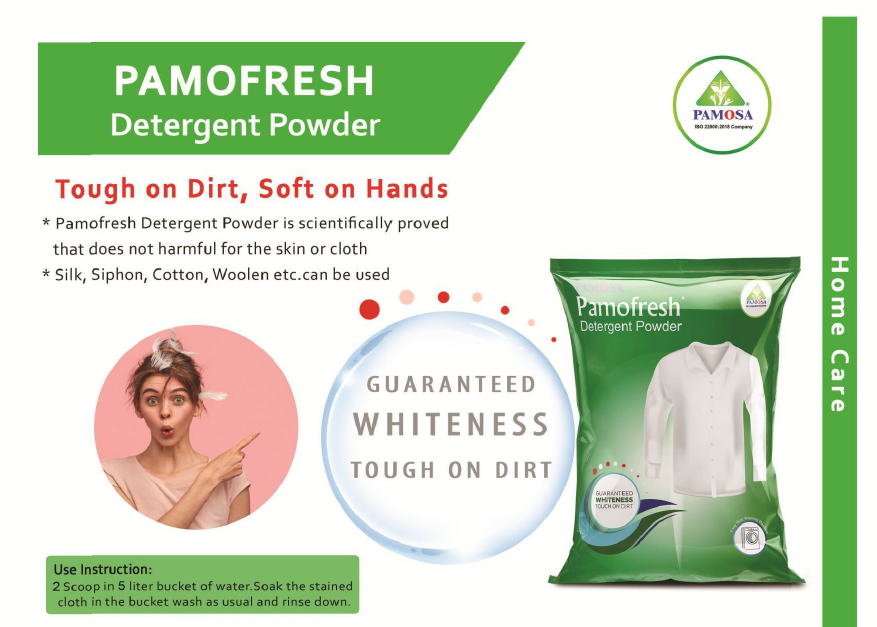 PAMOFRESH
Detergent Powder
PAMOSA
ISO 22000:2018 Company
Tough on Dirt, Soft on Hands
* Pamofresh Detergent Powder is scientifically proved
that does not harmful for the skin or cloth
* Silk, Siphon, Cotton, Woolen etc.can be used
GUARANTEED
WHITENESS
TOUGH ON DIRT
PAMOSA
Pamofresh
Detergent Powder
PAMOSA
GUARANTEED
WHITENESS
TOUCH ON DIRT
Use Instruction:
2 Scoop in 5 liter bucket of water.Soak the stained
cloth in the bucket wash as usual and rinse down.
Home Care